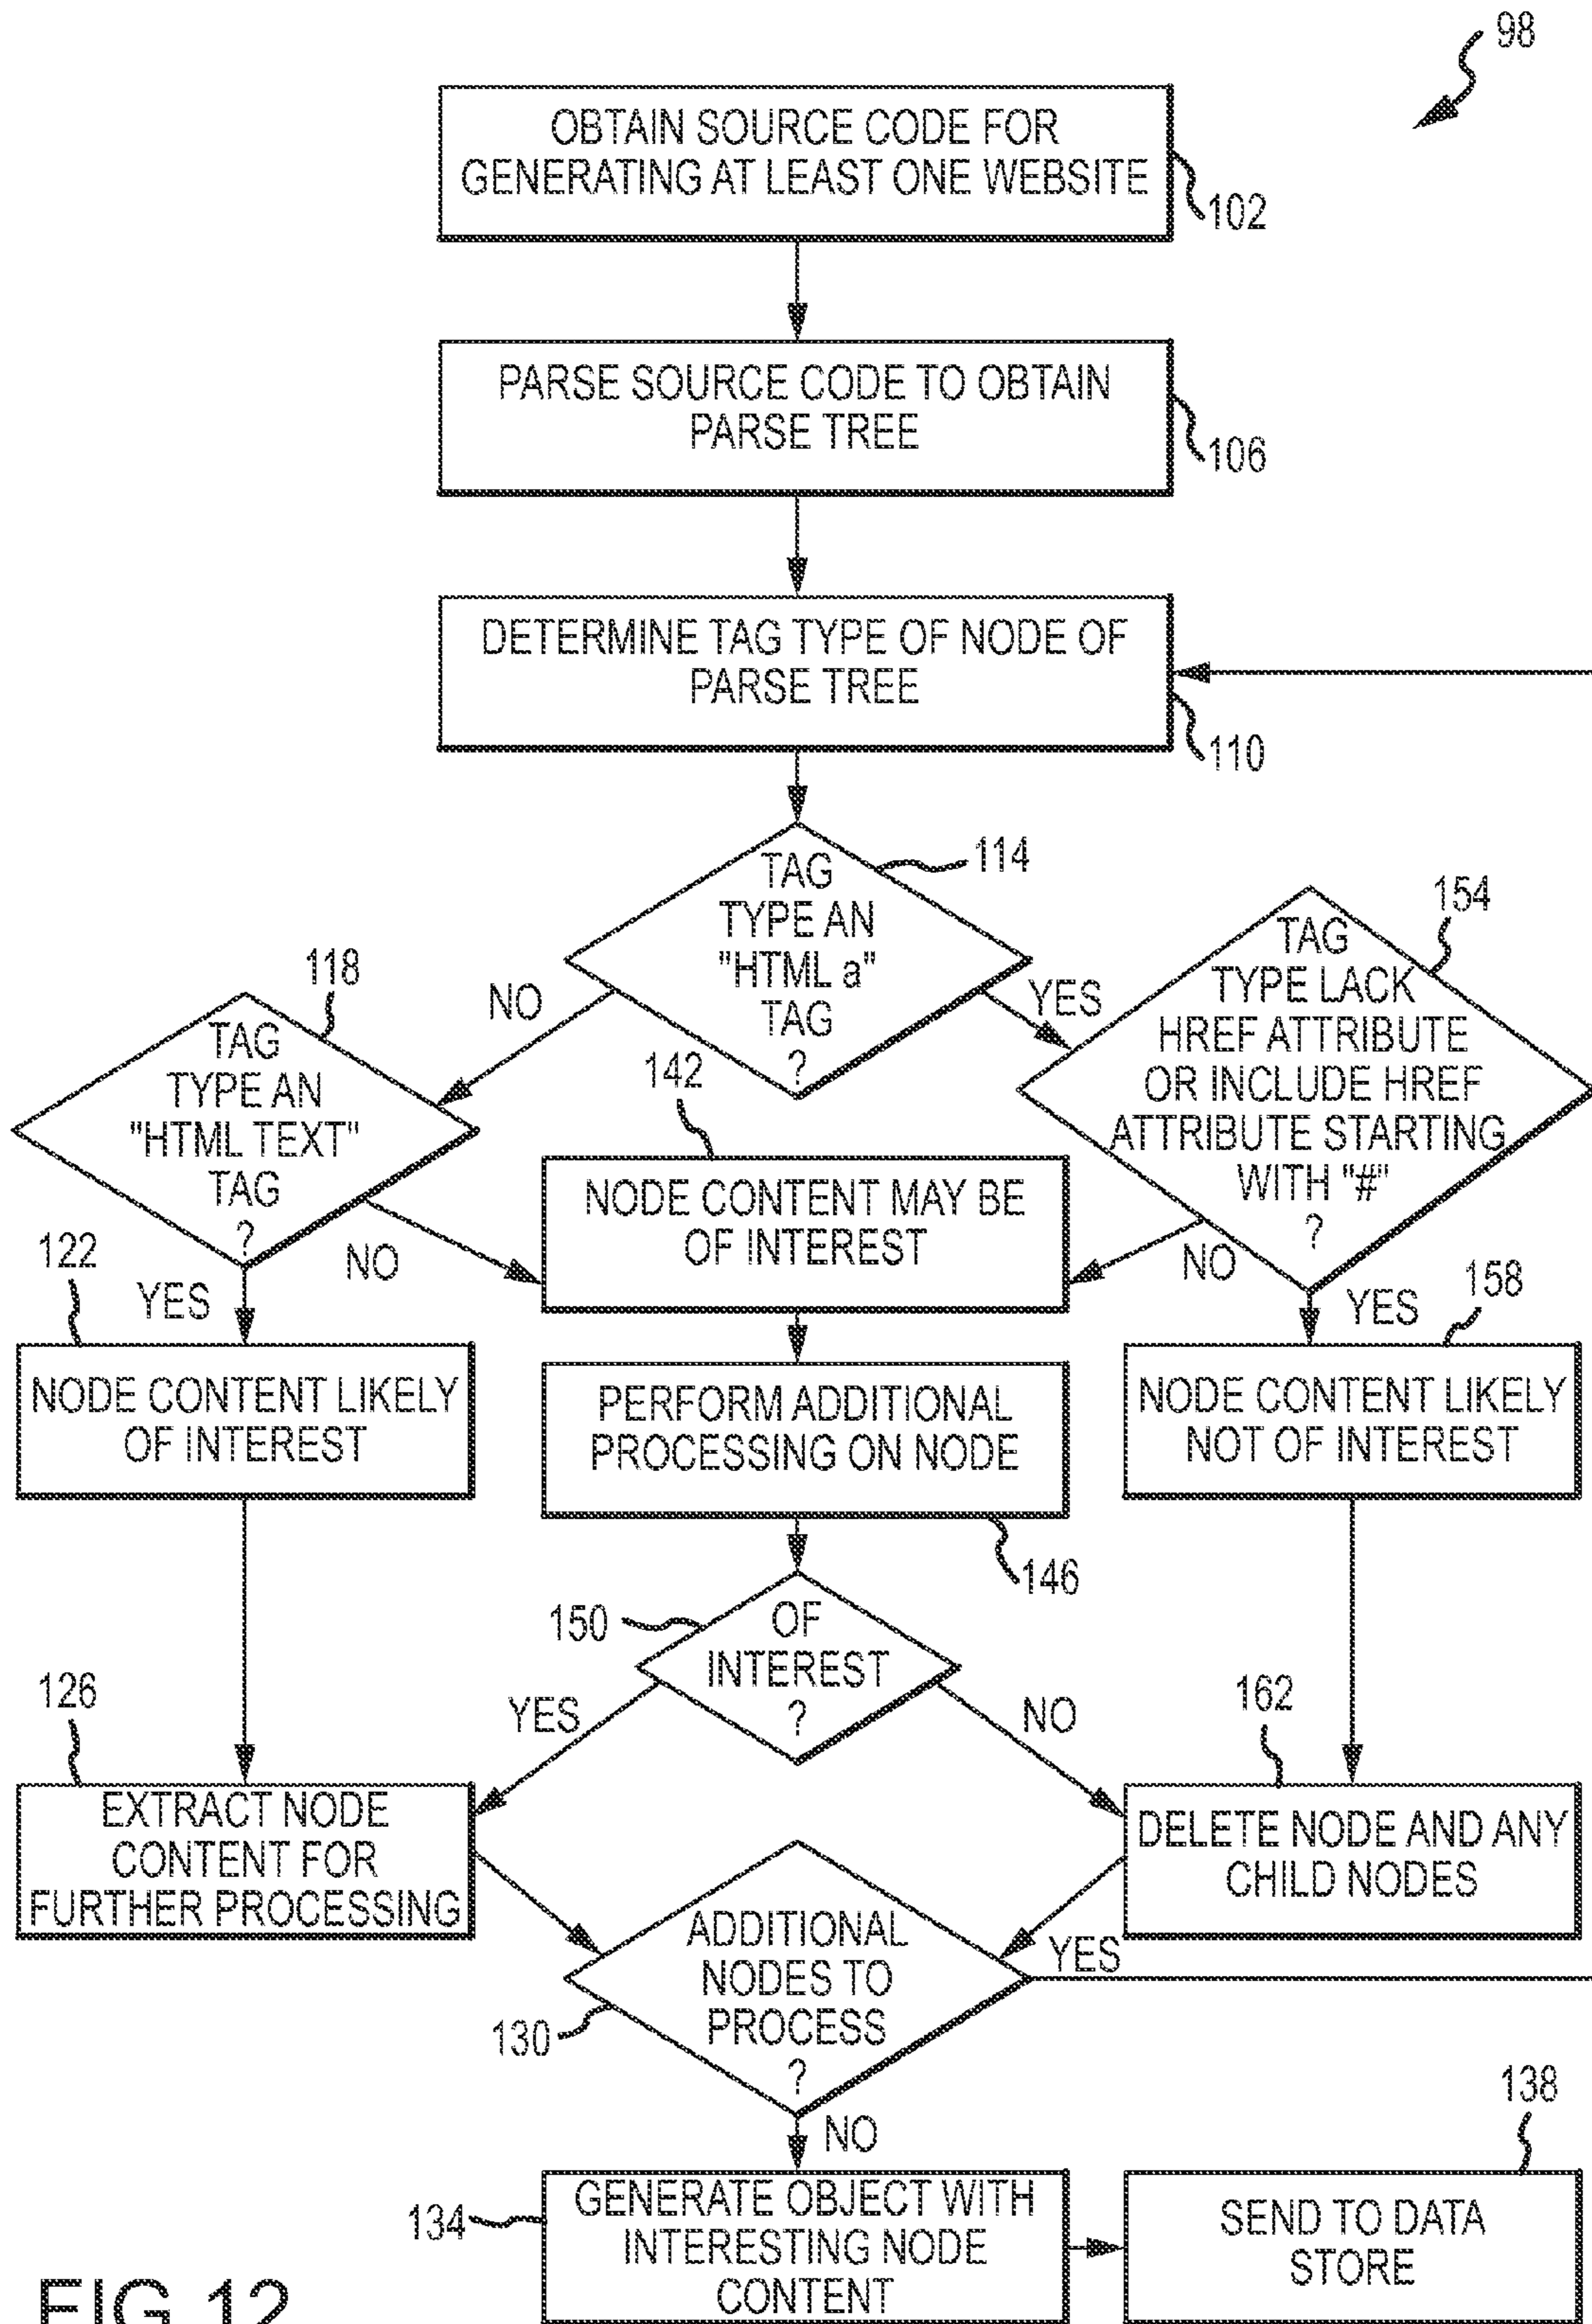 98
OBTAIN SOURCE CODE FOR
GENERATING AT LEAST ONE WEBSITE
102
PARSE SOURCE CODE TO OBTAIN
PARSE TREE
106
DETERMINE TAG TYPE OF NODE OF
PARSE TREE
110
TAG
TYPE AN
"HTML a"
TAG
?
114
NO
YES
118
TAG
TYPE AN
"HTML TEXT"
TAG
?
154
TAG
TYPE LACK
HREF ATTRIBUTE
OR INCLUDE HREF
ATTRIBUTE STARTING
WITH "#"
?
142
NODE CONTENT MAY BE
OF INTEREST
NO
NO
122
YES
NODE CONTENT LIKELY
OF INTEREST
PERFORM ADDITIONAL
PROCESSING ON NODE
146
YES
158
NODE CONTENT LIKELY
NOT OF INTEREST
150
OF
INTEREST
?
YES
NO
126
EXTRACT NODE
CONTENT FOR
FURTHER PROCESSING
162
DELETE NODE AND ANY
CHILD NODES
ADDITIONAL
NODES TO
PROCESS
?
130
YES
NO
134
GENERATE OBJECT WITH
INTERESTING NODE
CONTENT
138
SEND TO DATA
STORE
FIG.12